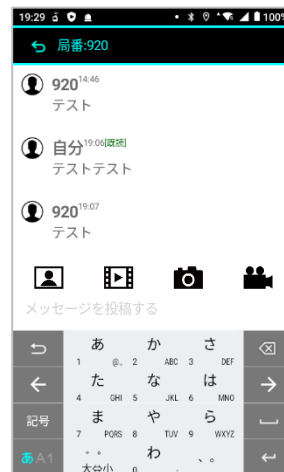 19:29 100%
局番:920
920 14:46
テスト
自分 19:06[既読]
テストテスト
920 19:07
テスト
メッセージを投稿する
あ か さ
1 @. 2 ABC 3 DEF
た な は
4 GHI 5 JKL 6 MNO
記号 ま や ら
7 PQRS 8 TUV 9 WXYZ
あA1 わ 、。
大⇔小 0